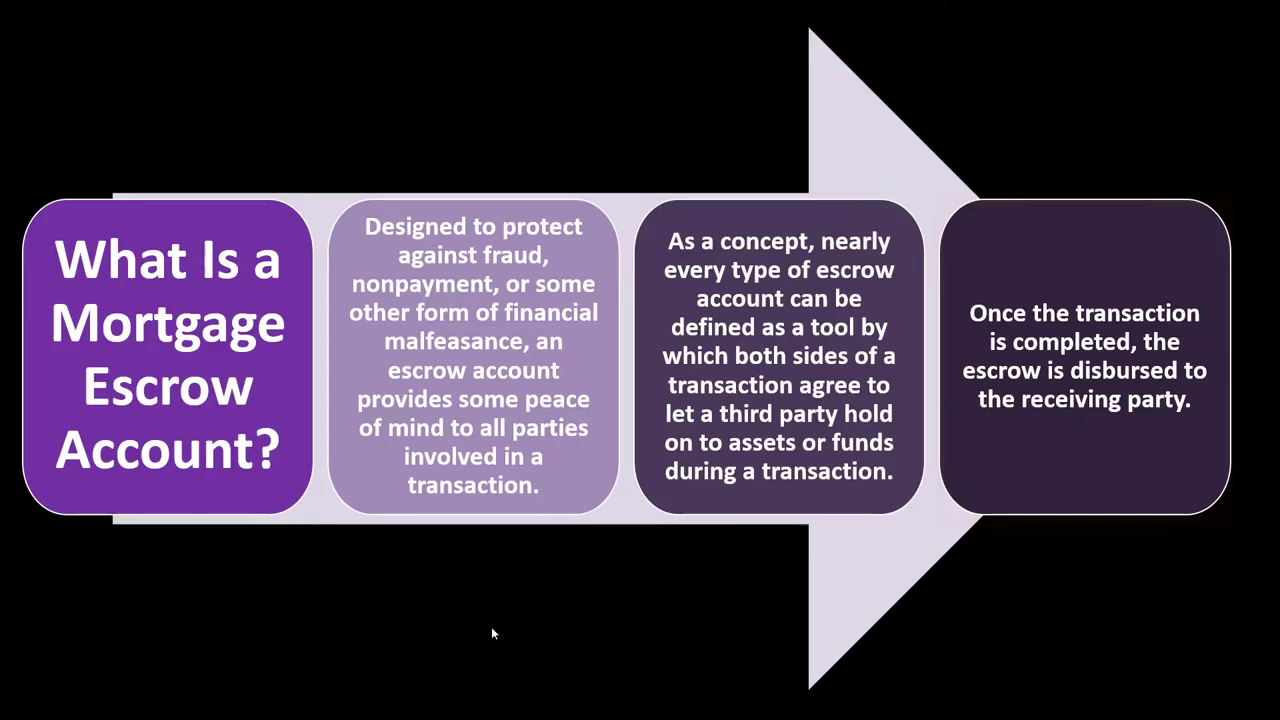 What Is a
Mortgage
Escrow
Account?
Designed to protect
against fraud,
nonpayment, or some
other form of financial
malfeasance, an
escrow account
provides some peace
of mind to all parties
involved in a
transaction.
As a concept, nearly
every type of escrow
account can be
defined as a tool by
which both sides of a
transaction agree to
let a third party hold
on to assets or funds
during a transaction.
Once the transaction
is completed, the
escrow is disbursed to
the receiving party.